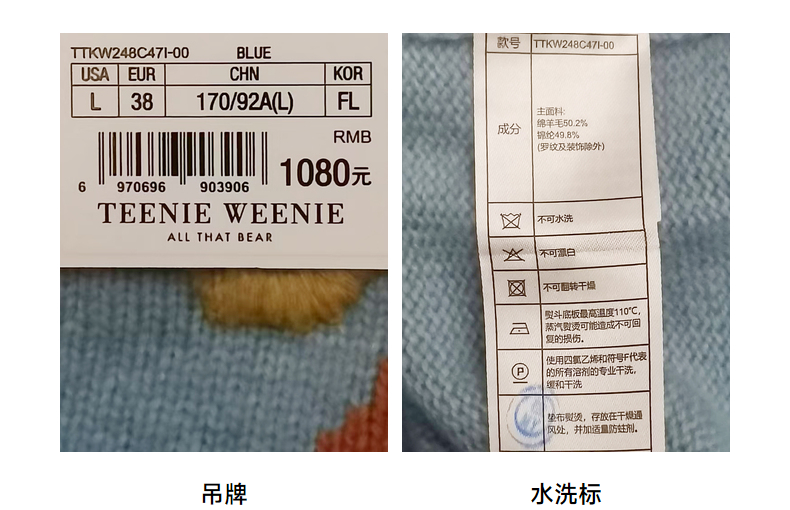 TTKW248C47I-00 BLUE
USA EUR CHN KOR
L 38 170/92A(L) FL
RMB
1080元
6 970696 903906
TEENIE WEENIE
ALL THAT BEAR
吊牌
款号 TTKW248C47I-00
成分
主面料:
绵羊毛50.2%
锦纶49.8%
(罗纹及装饰除外)
不可水洗
不可漂白
不可翻转干燥
熨斗底板最高温度110℃,
蒸汽熨烫可能造成不可回
复的损伤。
P
使用四氯乙烯和符号F代表
的所有溶剂的专业干洗,
缓和干洗
垫布熨烫，存放在干燥通
风处，并加适量防蛀剂。
水洗标